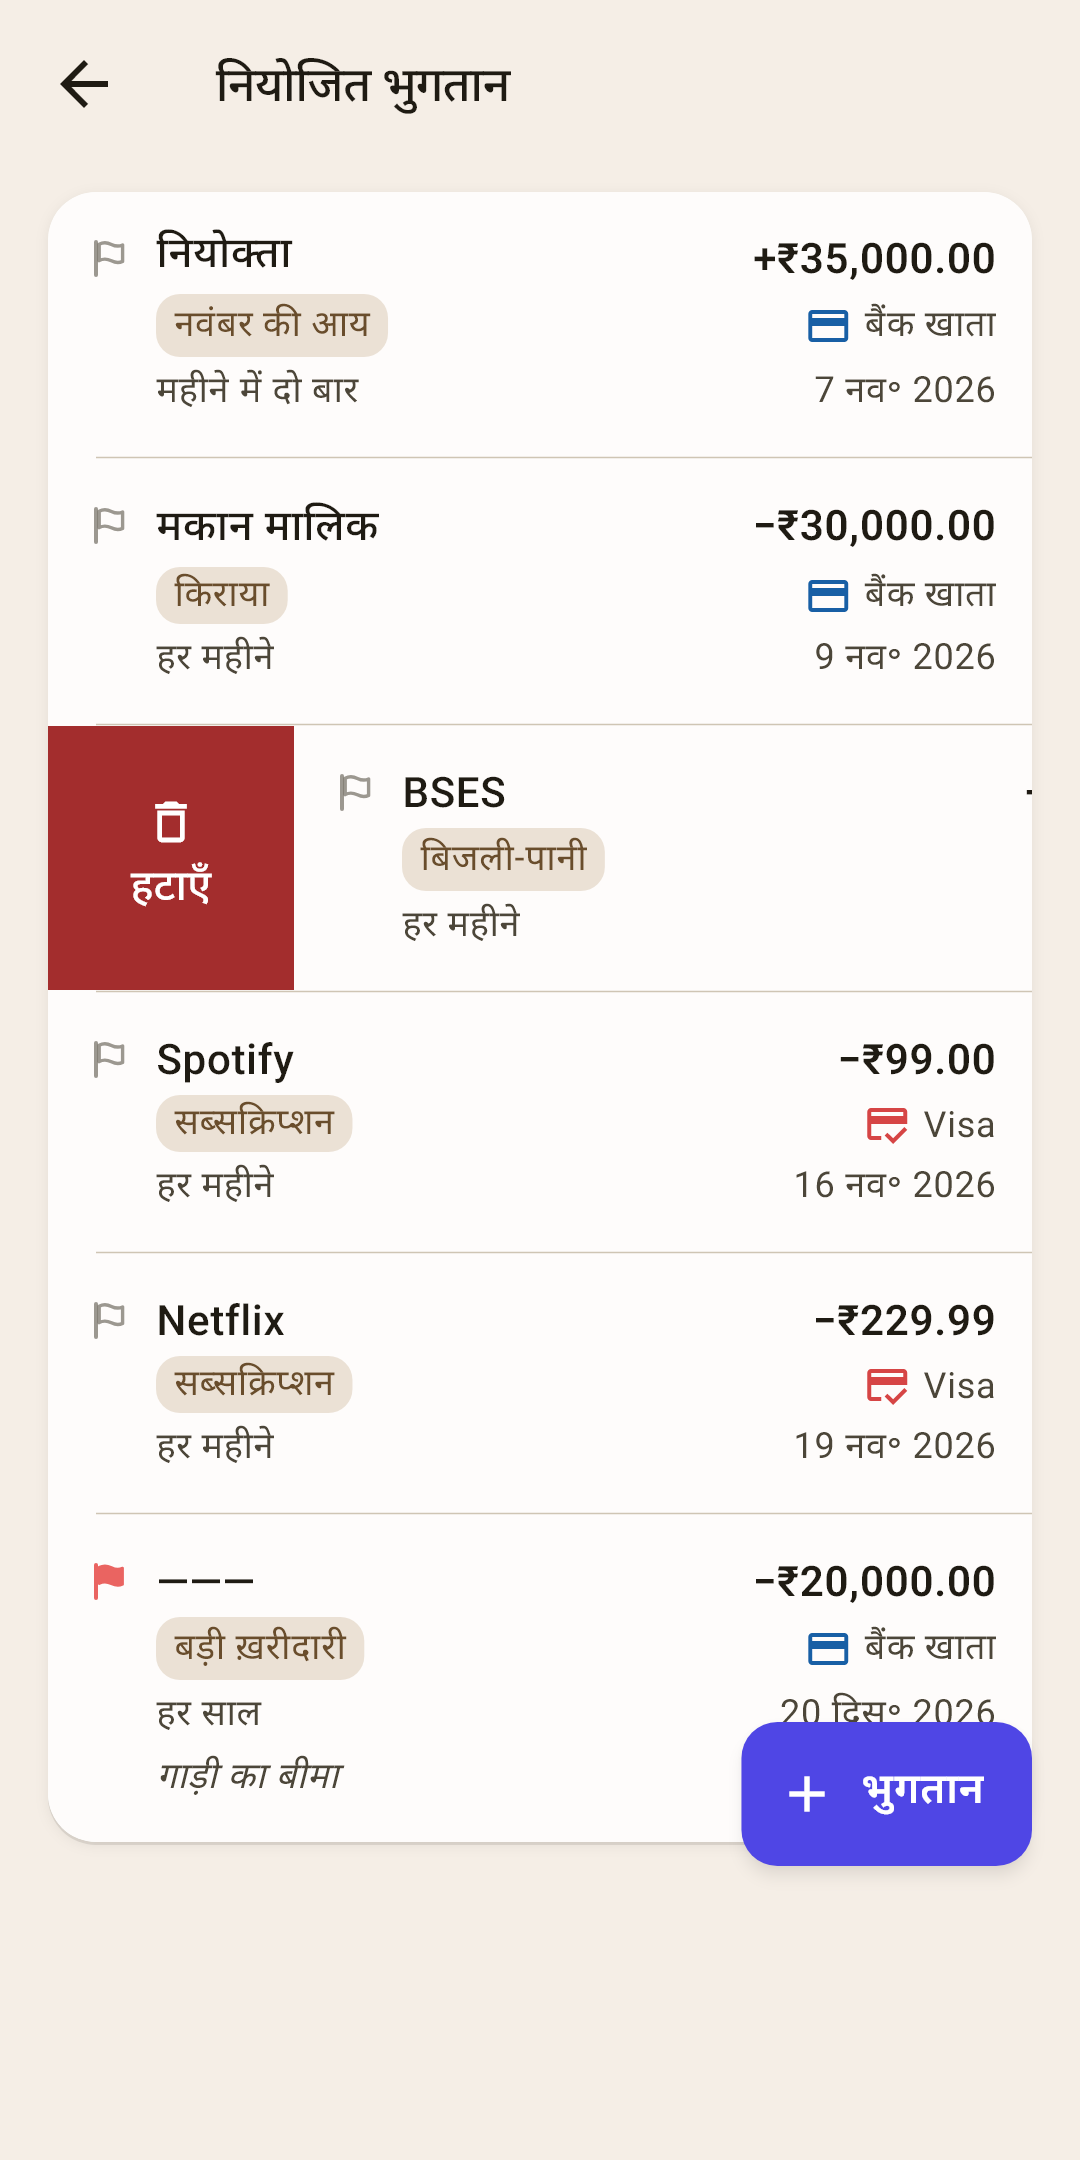 नियोजित भुगतान
नियोक्ता
+₹35,000.00
नवंबर की आय
बैंक खाता
महीने में दो बार
7 नव॰ 2026
मकान मालिक
−₹30,000.00
किराया
बैंक खाता
हर महीने
9 नव॰ 2026
हटाएँ
BSES
बिजली-पानी
हर महीने
Spotify
−₹99.00
सब्सक्रिप्शन
Visa
हर महीने
16 नव॰ 2026
Netflix
−₹229.99
सब्सक्रिप्शन
Visa
हर महीने
19 नव॰ 2026
———
−₹20,000.00
बड़ी ख़रीदारी
बैंक खाता
हर साल
20 दिस॰ 2026
गाड़ी का बीमा
+ भुगतान